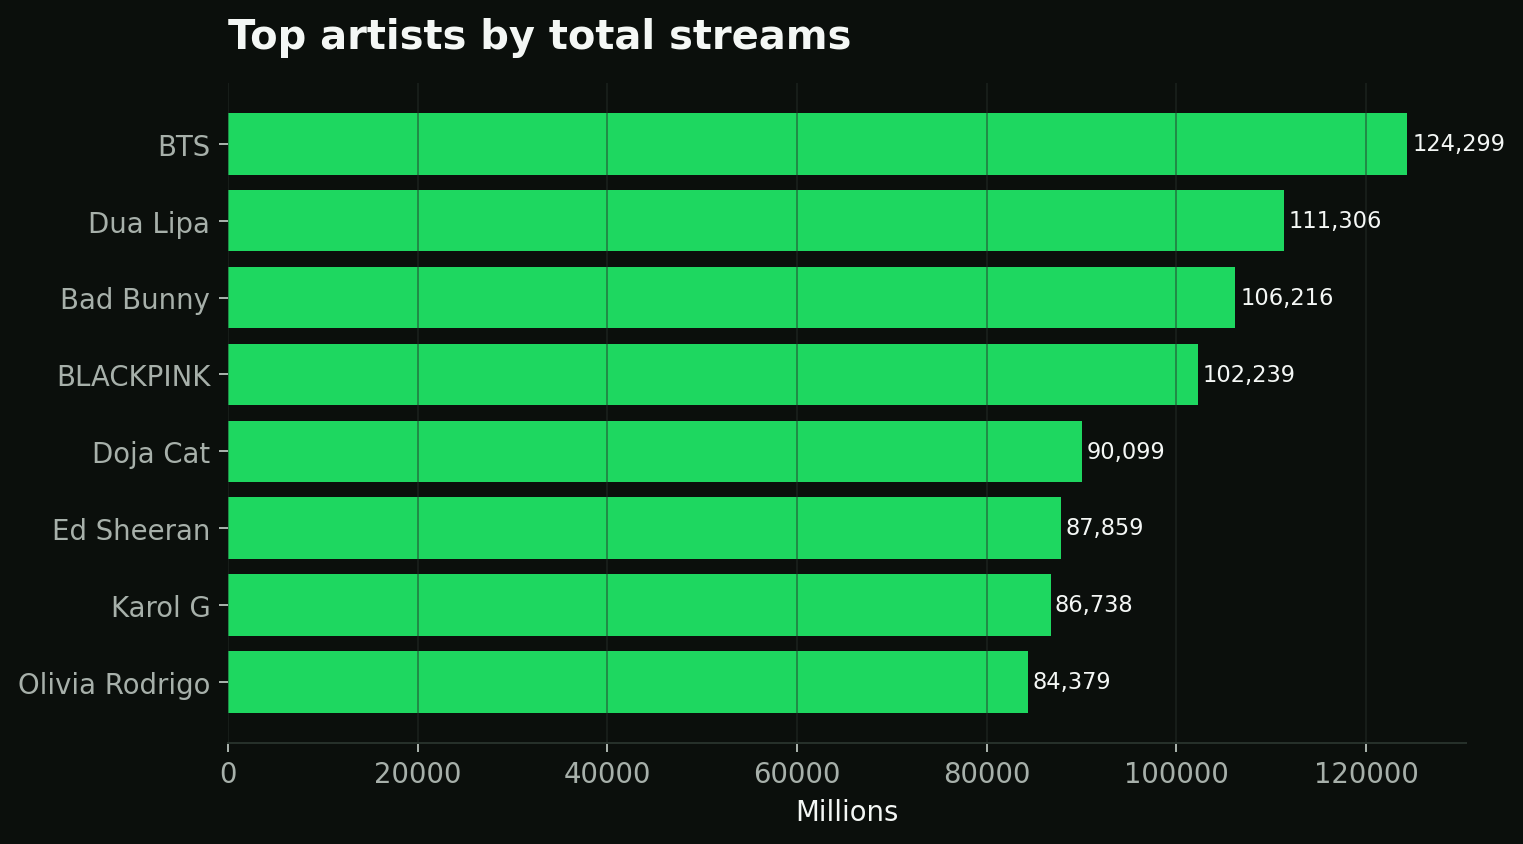 Top artists by total streams
BTS
124,299
Dua Lipa
111,306
Bad Bunny
106,216
BLACKPINK
102,239
Doja Cat
90,099
Ed Sheeran
87,859
Karol G
86,738
Olivia Rodrigo
84,379
0 20000 40000 60000 80000 100000 120000
Millions